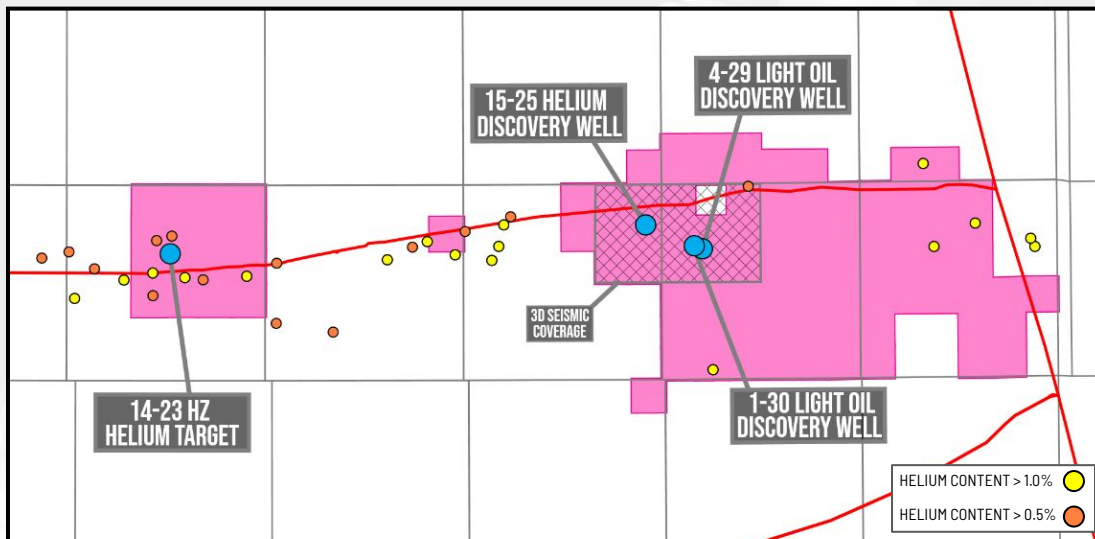 4-29 LIGHT OIL
DISCOVERY WELL
15-25 HELIUM
DISCOVERY WELL
3D SEISMIC
COVERAGE
14-23 HZ
HELIUM TARGET
1-30 LIGHT OIL
DISCOVERY WELL
HELIUM CONTENT > 1.0%
HELIUM CONTENT > 0.5%